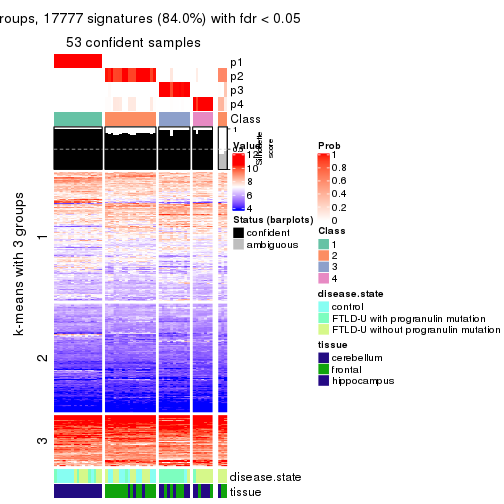 roups, 17777 signatures (84.0%) with fdr < 0.05
53 confident samples
p1
p2
p3
p4
Class
1
Silhouette
score
Value
12
10
8
6
4
Status (barplots)
confident
ambiguous
Prob
1
0.8
0.6
0.4
0.2
0
Class
1
2
3
4
disease.state
control
FTLD-U with progranulin mutation
FTLD-U without progranulin mutation
tissue
cerebellum
frontal
hippocampus
k-means with 3 groups
1
2
3
disease.state
tissue